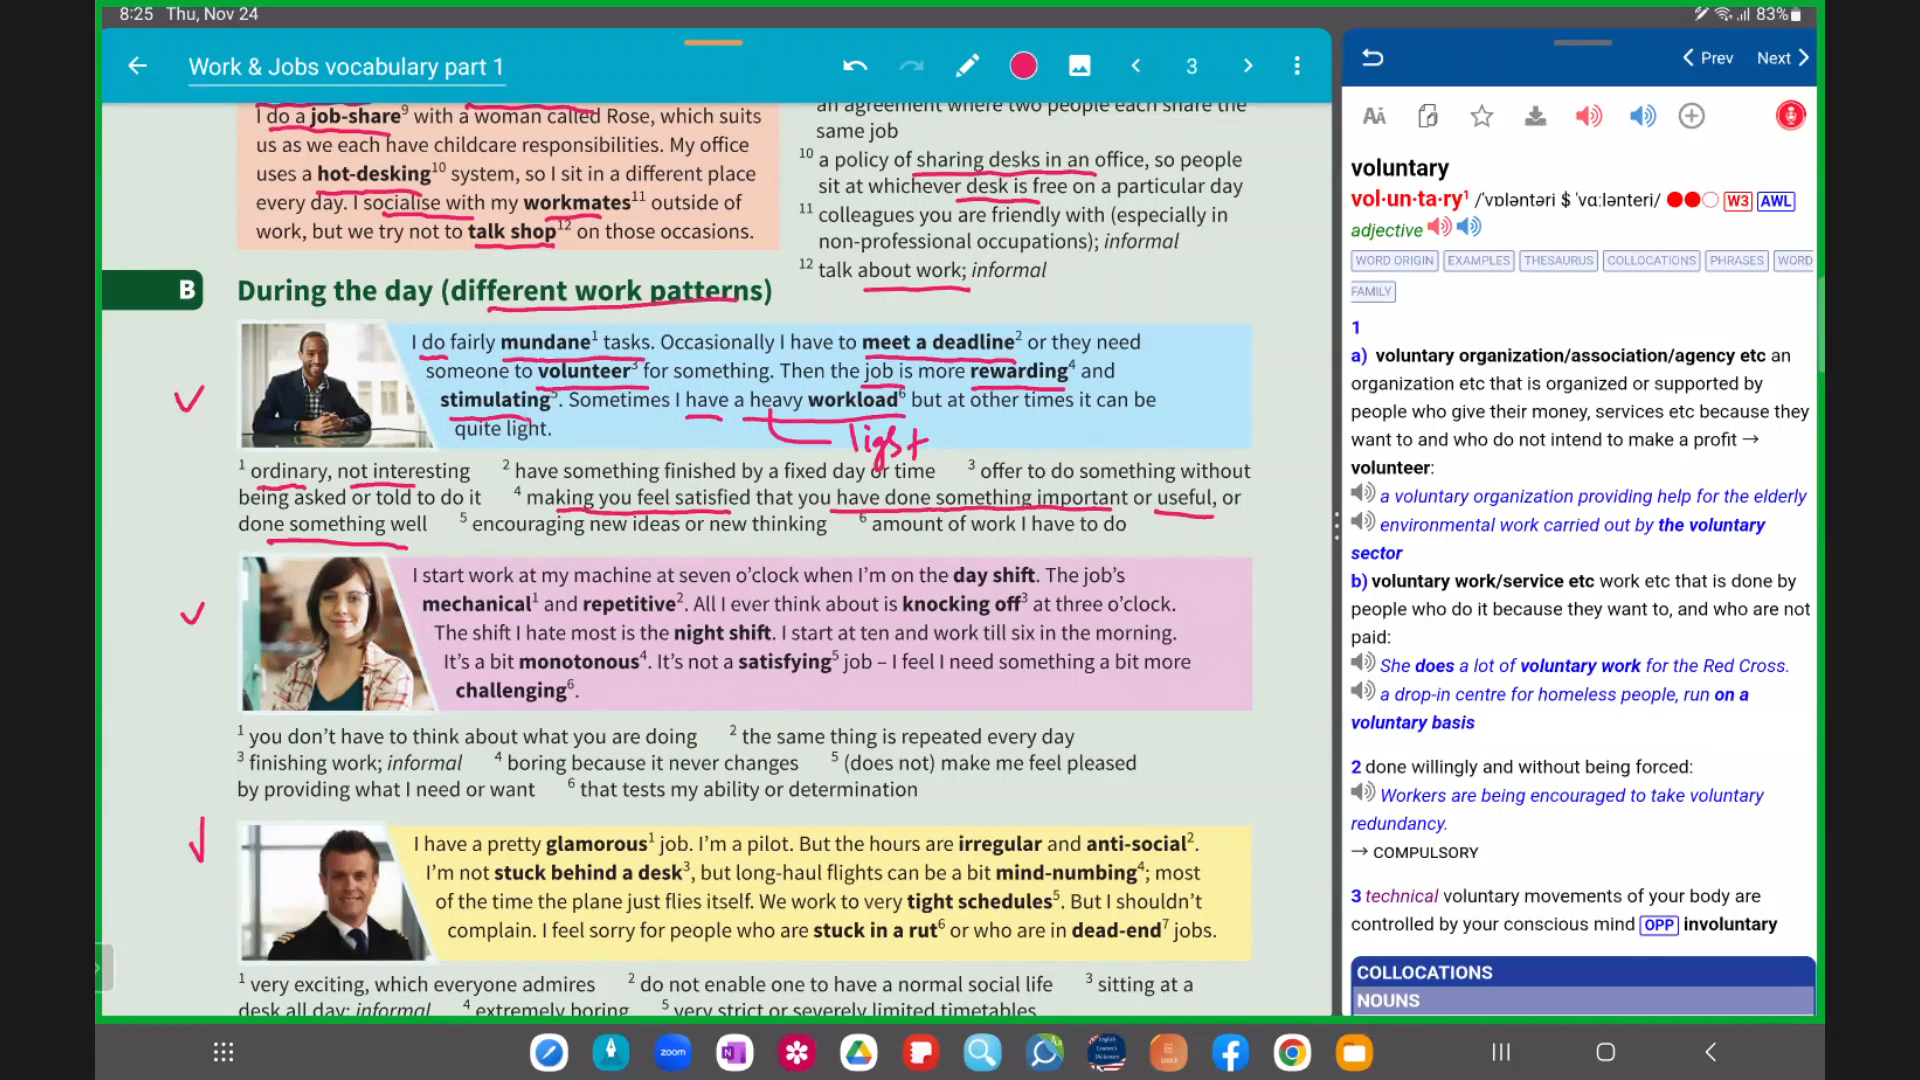 8:25 Thu, Nov 24
83%
Work & Jobs vocabulary part 1
3
I do a job-share⁹ with a woman called Rose, which suits
us as we each have childcare responsibilities. My office
uses a hot-desking¹⁰ system, so I sit in a different place
every day. I socialise with my workmates¹¹ outside of
work, but we try not to talk shop¹² on those occasions.
an agreement where two people each share the
same job
¹⁰ a policy of sharing desks in an office, so people
sit at whichever desk is free on a particular day
¹¹ colleagues you are friendly with (especially in
non-professional occupations); informal
¹² talk about work; informal
B During the day (different work patterns)
I do fairly mundane¹ tasks. Occasionally I have to meet a deadline² or they need
someone to volunteer³ for something. Then the job is more rewarding⁴ and
stimulating⁵. Sometimes I have a heavy workload⁶ but at other times it can be
quite light.
light
¹ ordinary, not interesting ² have something finished by a fixed day or time ³ offer to do something without
being asked or told to do it ⁴ making you feel satisfied that you have done something important or useful, or
done something well ⁵ encouraging new ideas or new thinking ⁶ amount of work I have to do
I start work at my machine at seven o'clock when I'm on the day shift. The job's
mechanical¹ and repetitive². All I ever think about is knocking off³ at three o'clock.
The shift I hate most is the night shift. I start at ten and work till six in the morning.
It's a bit monotonous⁴. It's not a satisfying⁵ job – I feel I need something a bit more
challenging⁶.
¹ you don't have to think about what you are doing ² the same thing is repeated every day
³ finishing work; informal ⁴ boring because it never changes ⁵ (does not) make me feel pleased
by providing what I need or want ⁶ that tests my ability or determination
I have a pretty glamorous¹ job. I'm a pilot. But the hours are irregular and anti-social².
I'm not stuck behind a desk³, but long-haul flights can be a bit mind-numbing⁴; most
of the time the plane just flies itself. We work to very tight schedules⁵. But I shouldn't
complain. I feel sorry for people who are stuck in a rut⁶ or who are in dead-end⁷ jobs.
¹ very exciting, which everyone admires ² do not enable one to have a normal social life ³ sitting at a
desk all day; informal ⁴ extremely boring ⁵ very strict or severely limited timetables
Prev Next
AA
voluntary
vol·un·ta·ry¹ /ˈvɒləntəri $ ˈvɑːlənteri/ W3 AWL
adjective
WORD ORIGIN EXAMPLES THESAURUS COLLOCATIONS PHRASES WORD
FAMILY
1
a) voluntary organization/association/agency etc an
organization etc that is organized or supported by
people who give their money, services etc because they
want to and who do not intend to make a profit →
volunteer:
a voluntary organization providing help for the elderly
environmental work carried out by the voluntary
sector
b) voluntary work/service etc work etc that is done by
people who do it because they want to, and who are not
paid:
She does a lot of voluntary work for the Red Cross.
a drop-in centre for homeless people, run on a
voluntary basis
2 done willingly and without being forced:
Workers are being encouraged to take voluntary
redundancy.
→ COMPULSORY
3 technical voluntary movements of your body are
controlled by your conscious mind OPP involuntary
COLLOCATIONS
NOUNS
zoom